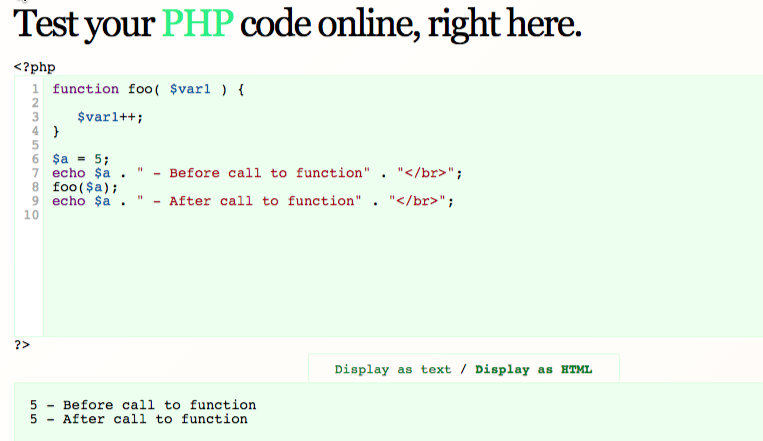 Test your PHP code online, right here.
<?php
1 function foo( $var1 ) {
2
3    $var1++;
4 }
5
6 $a = 5;
7 echo $a . " - Before call to function" . "</br>";
8 foo($a);
9 echo $a . " - After call to function" . "</br>";
10
?>
Display as text / Display as HTML
5 - Before call to function
5 - After call to function